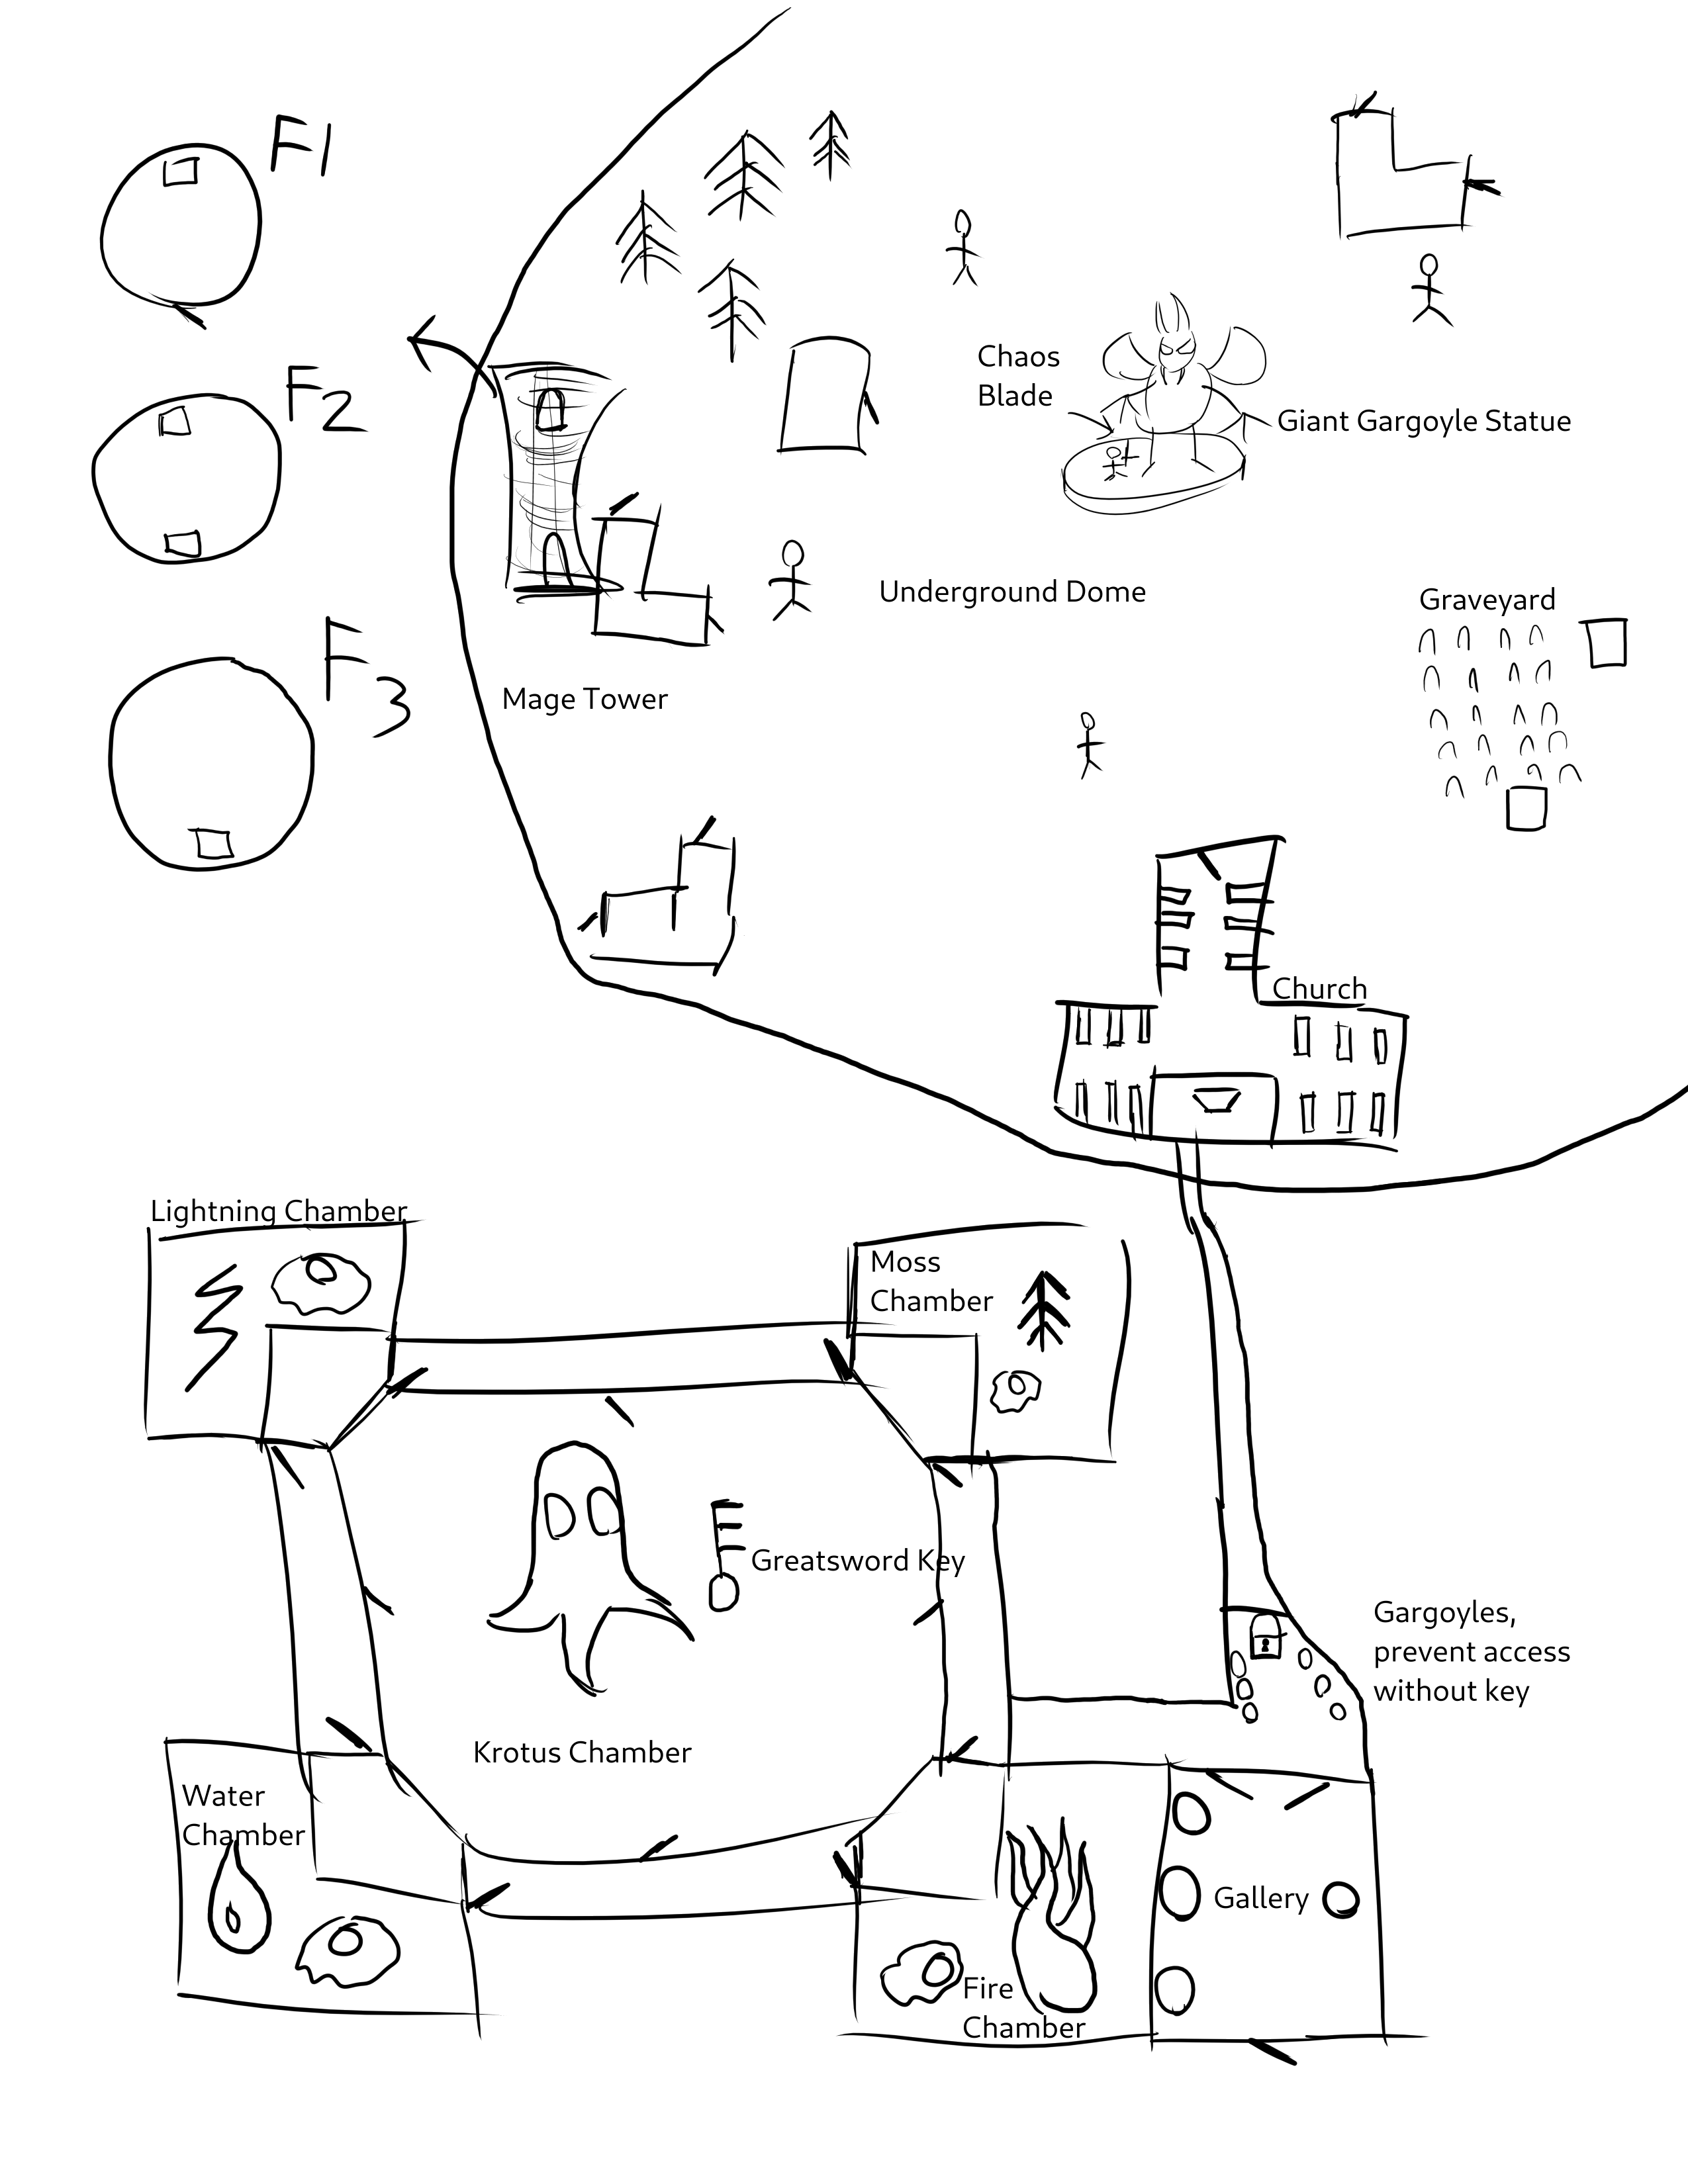 F1
F2
F3
Chaos
Blade
Giant Gargoyle Statue
Underground Dome
Graveyard
Mage Tower
Church
Lightning Chamber
Moss
Chamber
Greatsword Key
Gargoyles,
prevent access
without key
Krotus Chamber
Water
Chamber
Gallery
Fire
Chamber